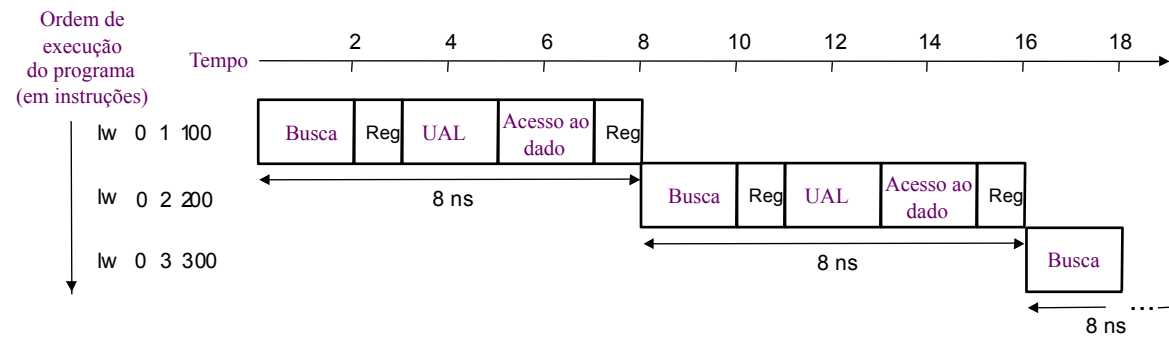 Ordem de
execução
do programa
(em instruções)
Tempo
2 4 6 8 10 12 14 16 18
lw 0 1 100
Busca Reg UAL Acesso ao dado Reg
8 ns
lw 0 2 200
Busca Reg UAL Acesso ao dado Reg
8 ns
lw 0 3 300
Busca
...
8 ns